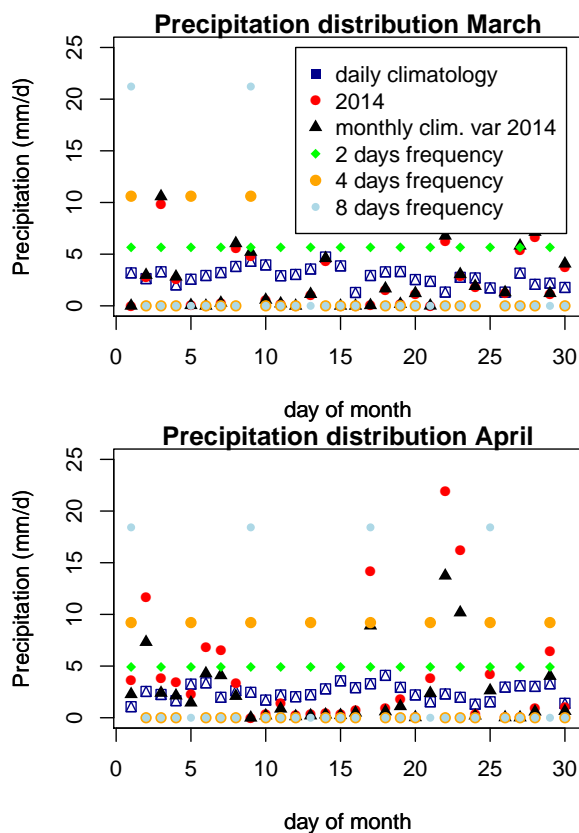 Precipitation distribution March
Precipitation (mm/d)
25
20
15
10
5
0
daily climatology
2014
monthly clim. var 2014
2 days frequency
4 days frequency
8 days frequency
0 5 10 15 20 25 30
day of month
Precipitation distribution April
Precipitation (mm/d)
25
20
15
10
5
0
0 5 10 15 20 25 30
day of month